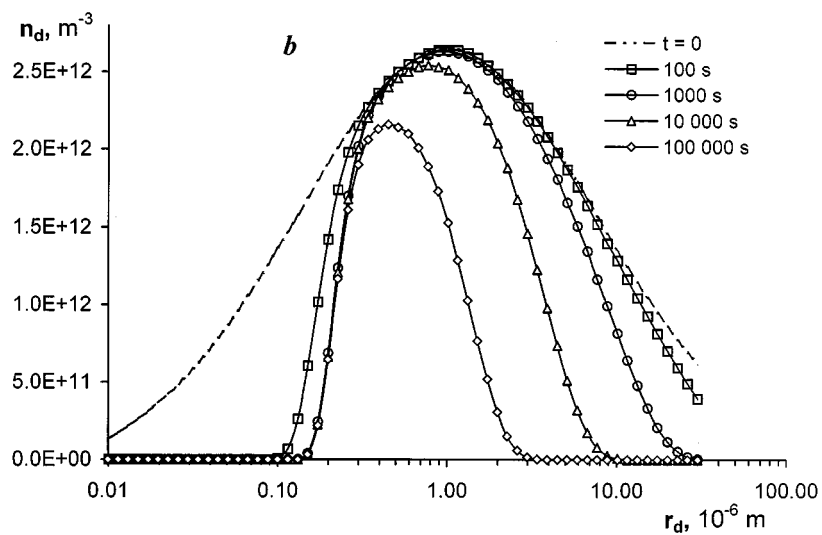 n_d, m^-3
b
t = 0
100 s
1000 s
10 000 s
100 000 s
2.5E+12
2.0E+12
1.5E+12
1.0E+12
5.0E+11
0.0E+00
0.01 0.10 1.00 10.00 100.00
r_d, 10^-6 m